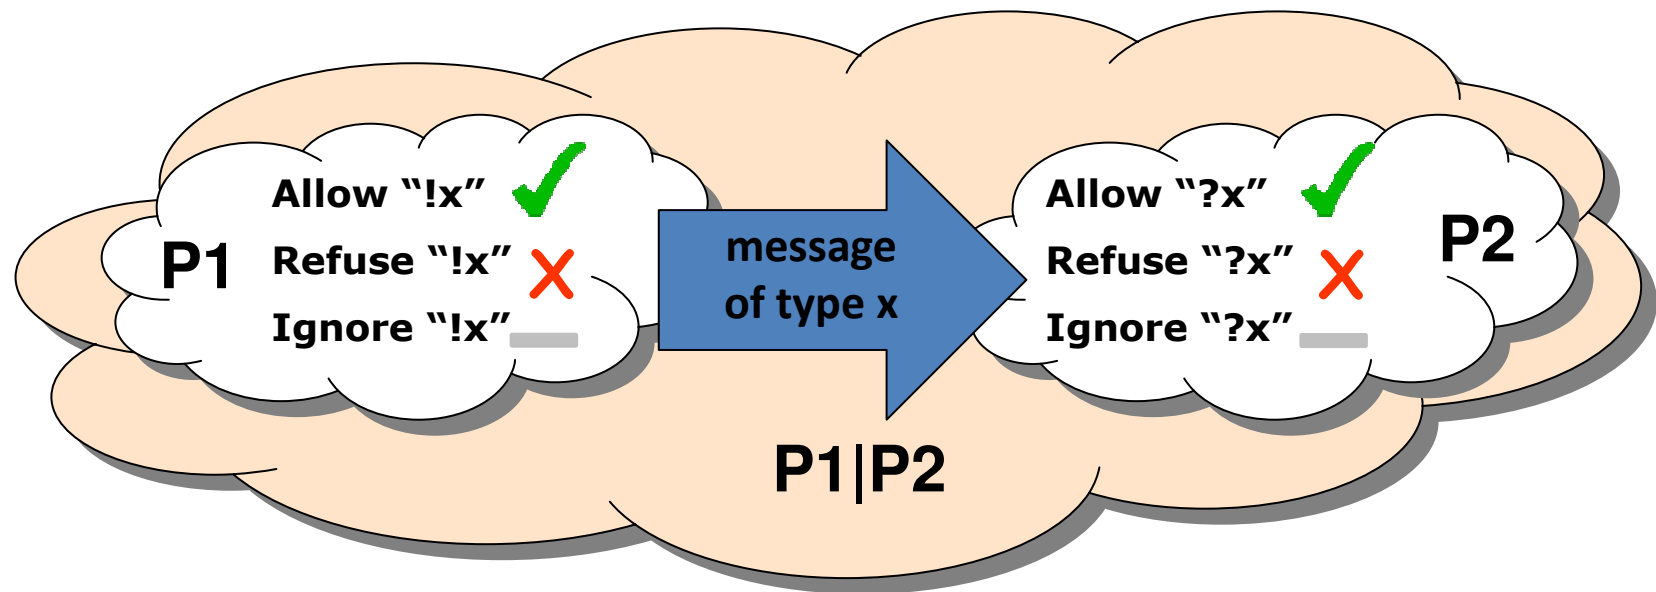 P1
Allow “!x”
Refuse “!x”
Ignore “!x”
message
of type x
Allow “?x”
Refuse “?x”
Ignore “?x”
P2
P1|P2